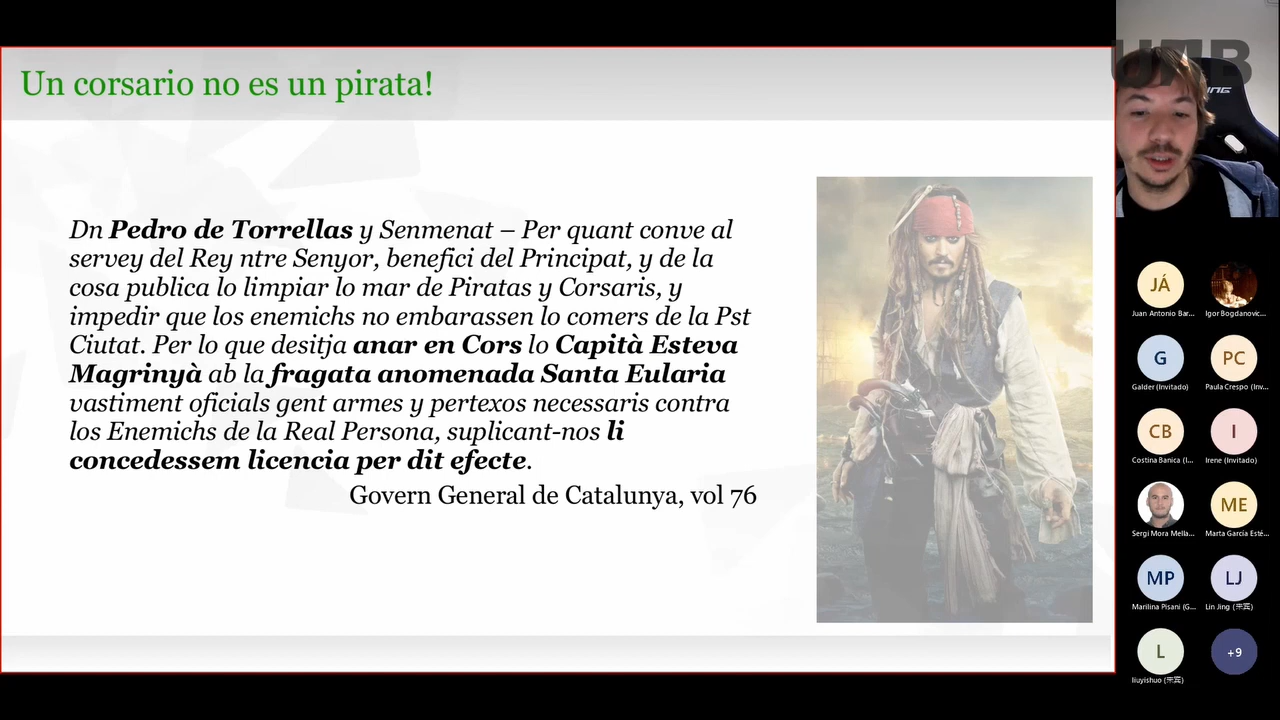 Un corsario no es un pirata!
Dn Pedro de Torrellas y Senmenat – Per quant conve al
servey del Rey ntre Senyor, benefici del Principat, y de la
cosa publica lo limpiar lo mar de Piratas y Corsaris, y
impedir que los enemichs no embarassen lo comers de la Pst
Ciutat. Per lo que desitja anar en Cors lo Capità Esteva
Magrinyà ab la fragata anomenada Santa Eularia
vastiment oficials gent armes y pertexos necessaris contra
los Enemichs de la Real Persona, suplicant-nos li
concedessem licencia per dit efecte.
Govern General de Catalunya, vol 76
UAB
JÁ
Juan Antonio Bar...
Igor Bogdanovic...
G
Galder (Invitado)
PC
Paula Crespo (Inv...
CB
Costina Banica (I...
I
Irene (Invitado)
Sergi Mora Mella...
ME
Marta Garcia Esté...
MP
Marilina Pisani (G...
LJ
Lin Jing (来宾)
L
liuyishuo (来宾)
+9